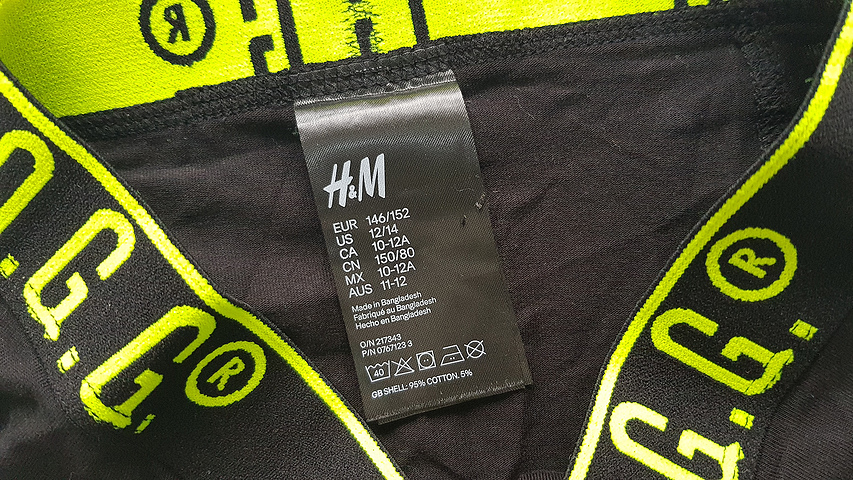 H&M
EUR 146/152
US 12/14
CA 10-12A
CN 150/80
MX 10-12A
AUS 11-12
Made in Bangladesh
Fabriqué au Bangladesh
Hecho en Bangladesh
O/N 217343
P/N 0767123 3
40
GB SHELL: 95% COTTON. 5%
G.G.®
G.G.®